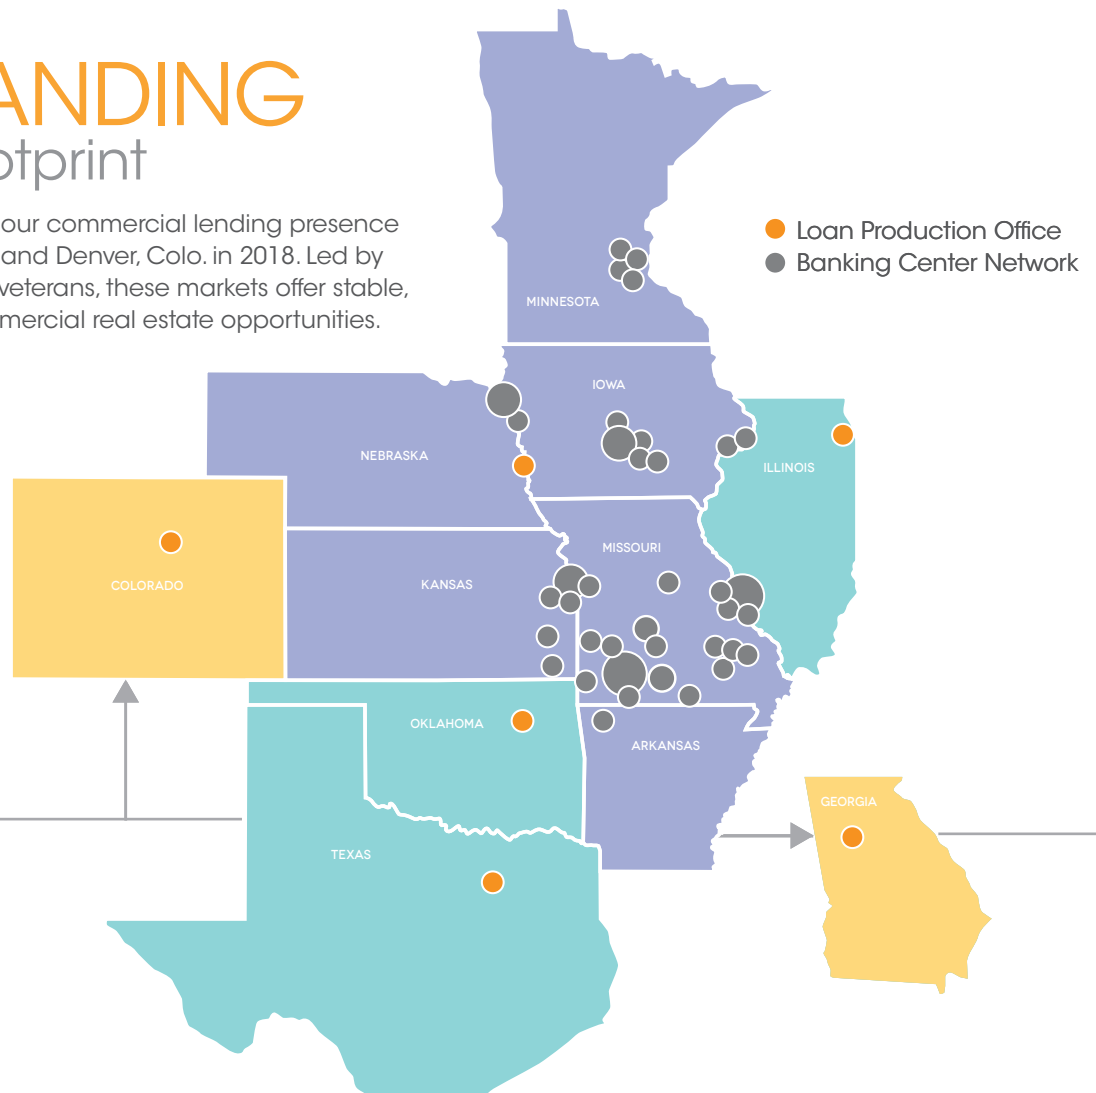 ANDING
otprint
our commercial lending presence
and Denver, Colo. in 2018. Led by
veterans, these markets offer stable,
mercial real estate opportunities.
Loan Production Office
Banking Center Network
MINNESOTA
IOWA
NEBRASKA
ILLINOIS
MISSOURI
COLORADO
KANSAS
OKLAHOMA
ARKANSAS
GEORGIA
TEXAS